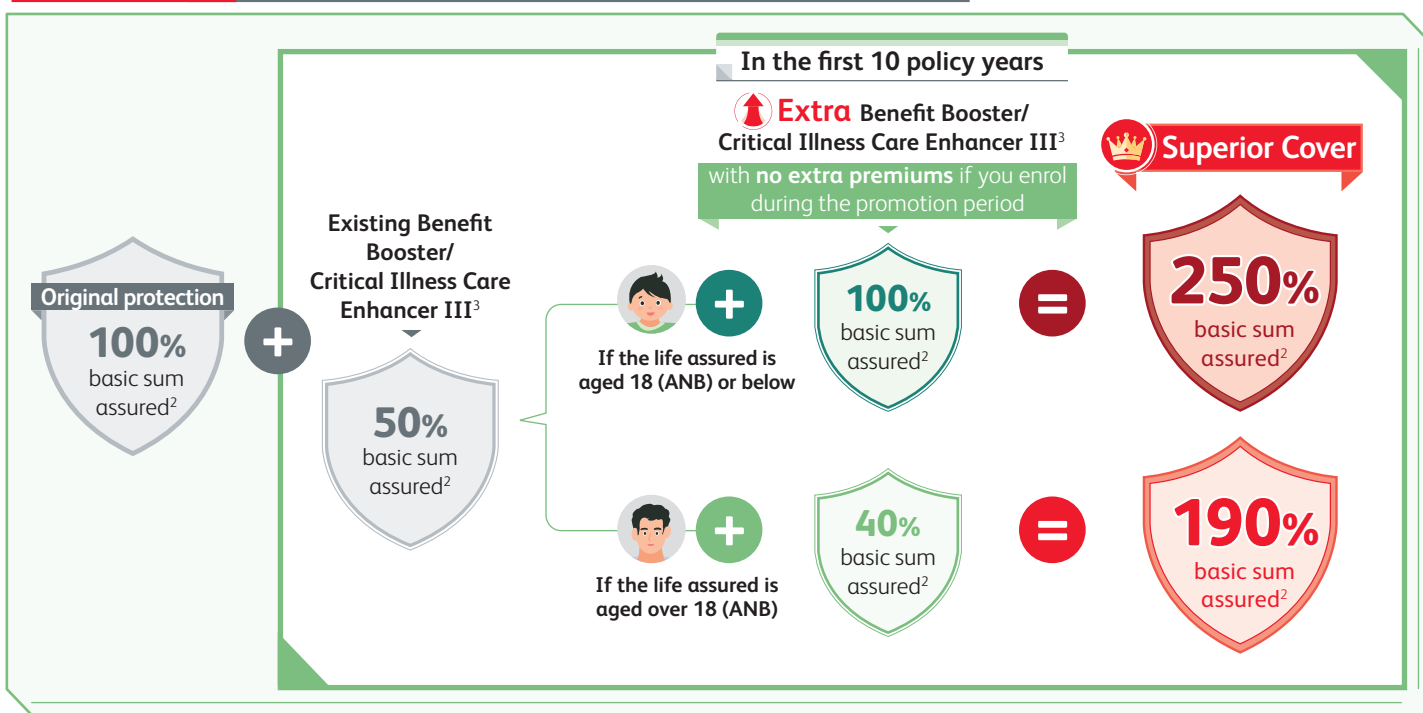 In the first 10 policy years
Extra Benefit Booster/
Critical Illness Care Enhancer III³
with no extra premiums if you enrol
during the promotion period
Superior Cover
Original protection
100%
basic sum
assured²
+
Existing Benefit
Booster/
Critical Illness Care
Enhancer III³
50%
basic sum
assured²
+
If the life assured is
aged 18 (ANB) or below
100%
basic sum
assured²
=
250%
basic sum
assured²
+
If the life assured is
aged over 18 (ANB)
40%
basic sum
assured²
=
190%
basic sum
assured²